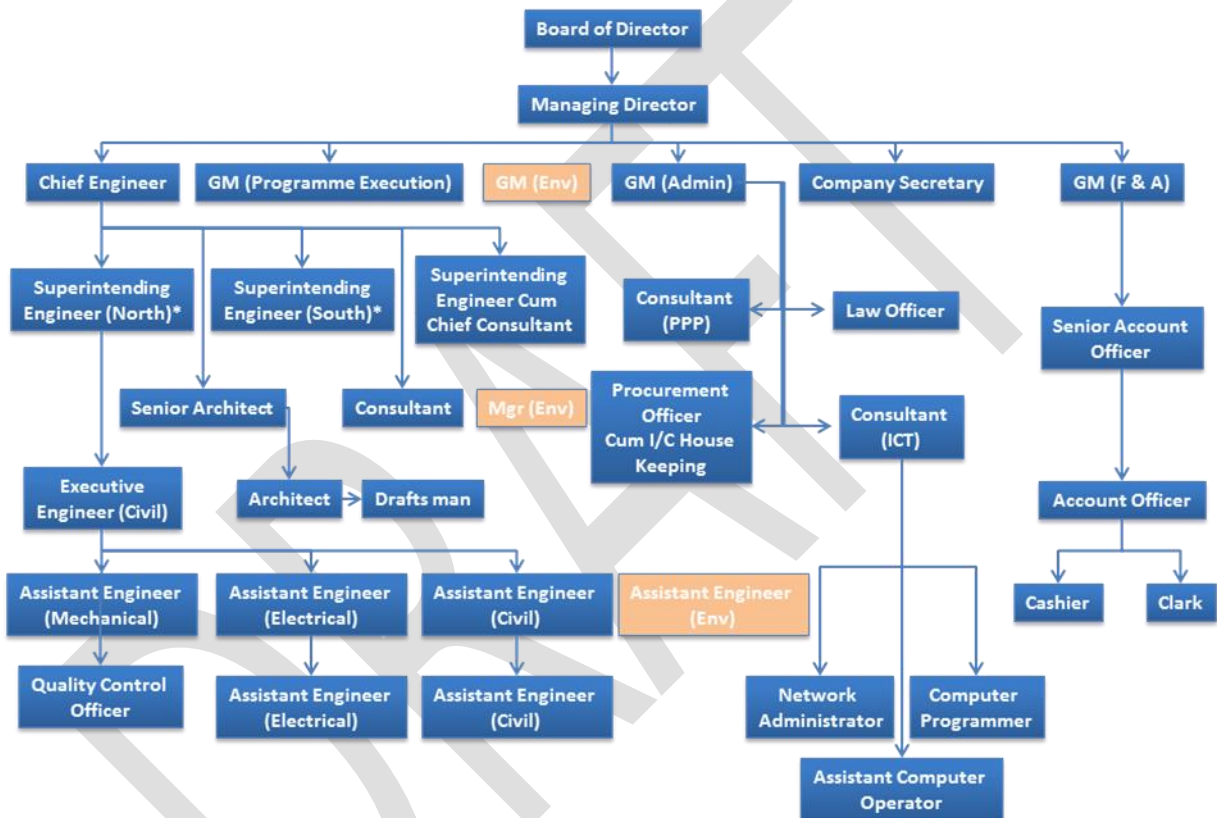 Board of Director
Managing Director
Chief Engineer
GM (Programme Execution)
GM (Env)
GM (Admin)
Company Secretary
GM (F & A)
Superintending
Engineer (North)*
Superintending
Engineer (South)*
Superintending
Engineer Cum
Chief Consultant
Consultant
(PPP)
Law Officer
Senior Account
Officer
Senior Architect
Consultant
Mgr (Env)
Procurement
Officer
Cum I/C House
Keeping
Consultant
(ICT)
Executive
Engineer (Civil)
Architect
Drafts man
Account Officer
Assistant Engineer
(Mechanical)
Assistant Engineer
(Electrical)
Assistant Engineer
(Civil)
Assistant Engineer
(Env)
Cashier
Clark
Quality Control
Officer
Assistant Engineer
(Electrical)
Assistant Engineer
(Civil)
Network
Administrator
Computer
Programmer
Assistant Computer
Operator
DRAFT